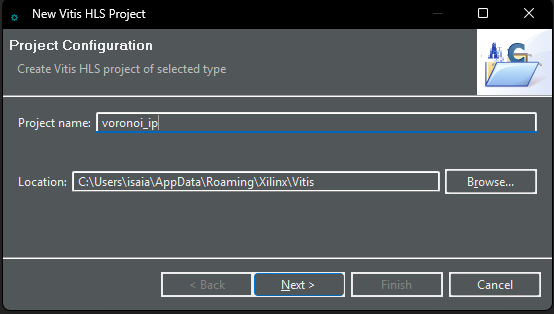 New Vitis HLS Project
Project Configuration
Create Vitis HLS project of selected type
Project name: voronoi_ip
Location: C:\Users\isaia\AppData\Roaming\Xilinx\Vitis Browse...
< Back Next > Finish Cancel